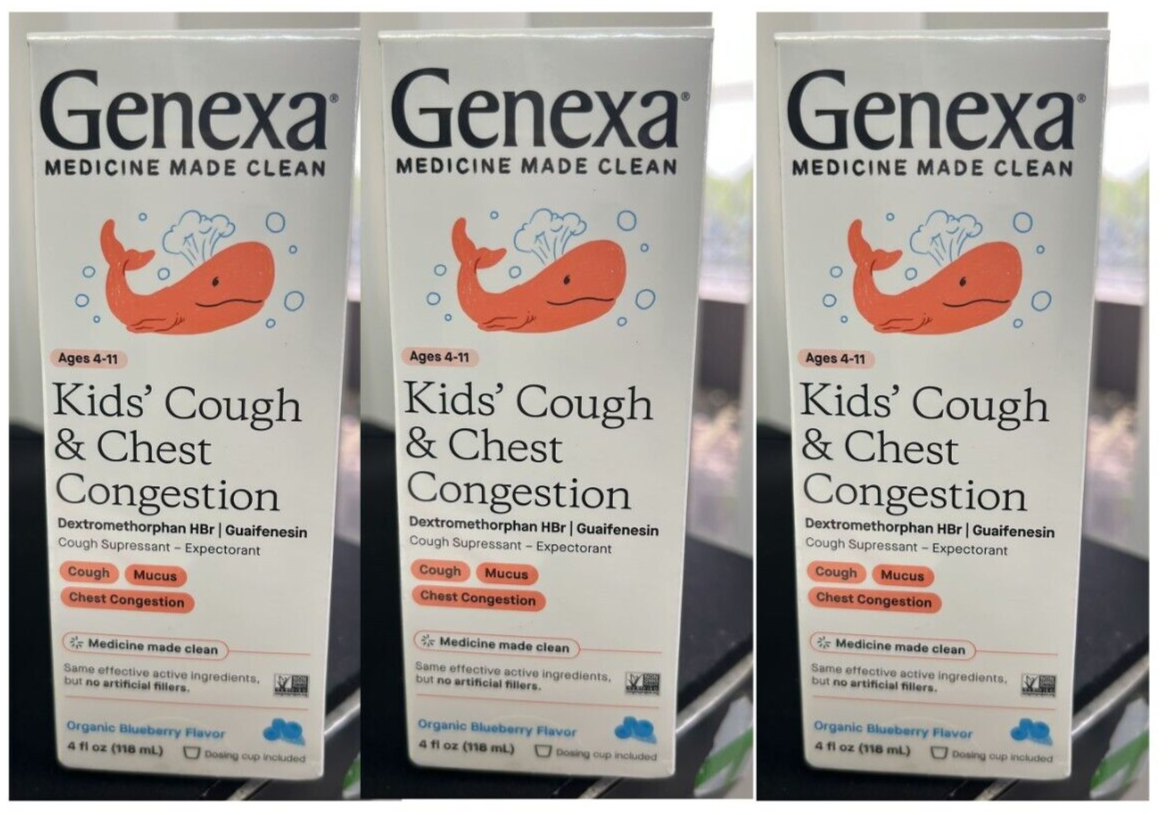 Genexa®
MEDICINE MADE CLEAN
Ages 4-11
Kids' Cough
& Chest
Congestion
Dextromethorphan HBr | Guaifenesin
Cough Supressant – Expectorant
Cough Mucus
Chest Congestion
Medicine made clean
Same effective active ingredients,
but no artificial fillers.
Organic Blueberry Flavor
4 fl oz (118 mL) Dosing cup included
Genexa®
MEDICINE MADE CLEAN
Ages 4-11
Kids' Cough
& Chest
Congestion
Dextromethorphan HBr | Guaifenesin
Cough Supressant – Expectorant
Cough Mucus
Chest Congestion
Medicine made clean
Same effective active ingredients,
but no artificial fillers.
Organic Blueberry Flavor
4 fl oz (118 mL) Dosing cup included
Genexa®
MEDICINE MADE CLEAN
Ages 4-11
Kids' Cough
& Chest
Congestion
Dextromethorphan HBr | Guaifenesin
Cough Supressant – Expectorant
Cough Mucus
Chest Congestion
Medicine made clean
Same effective active ingredients,
but no artificial fillers.
Organic Blueberry Flavor
4 fl oz (118 mL) Dosing cup included